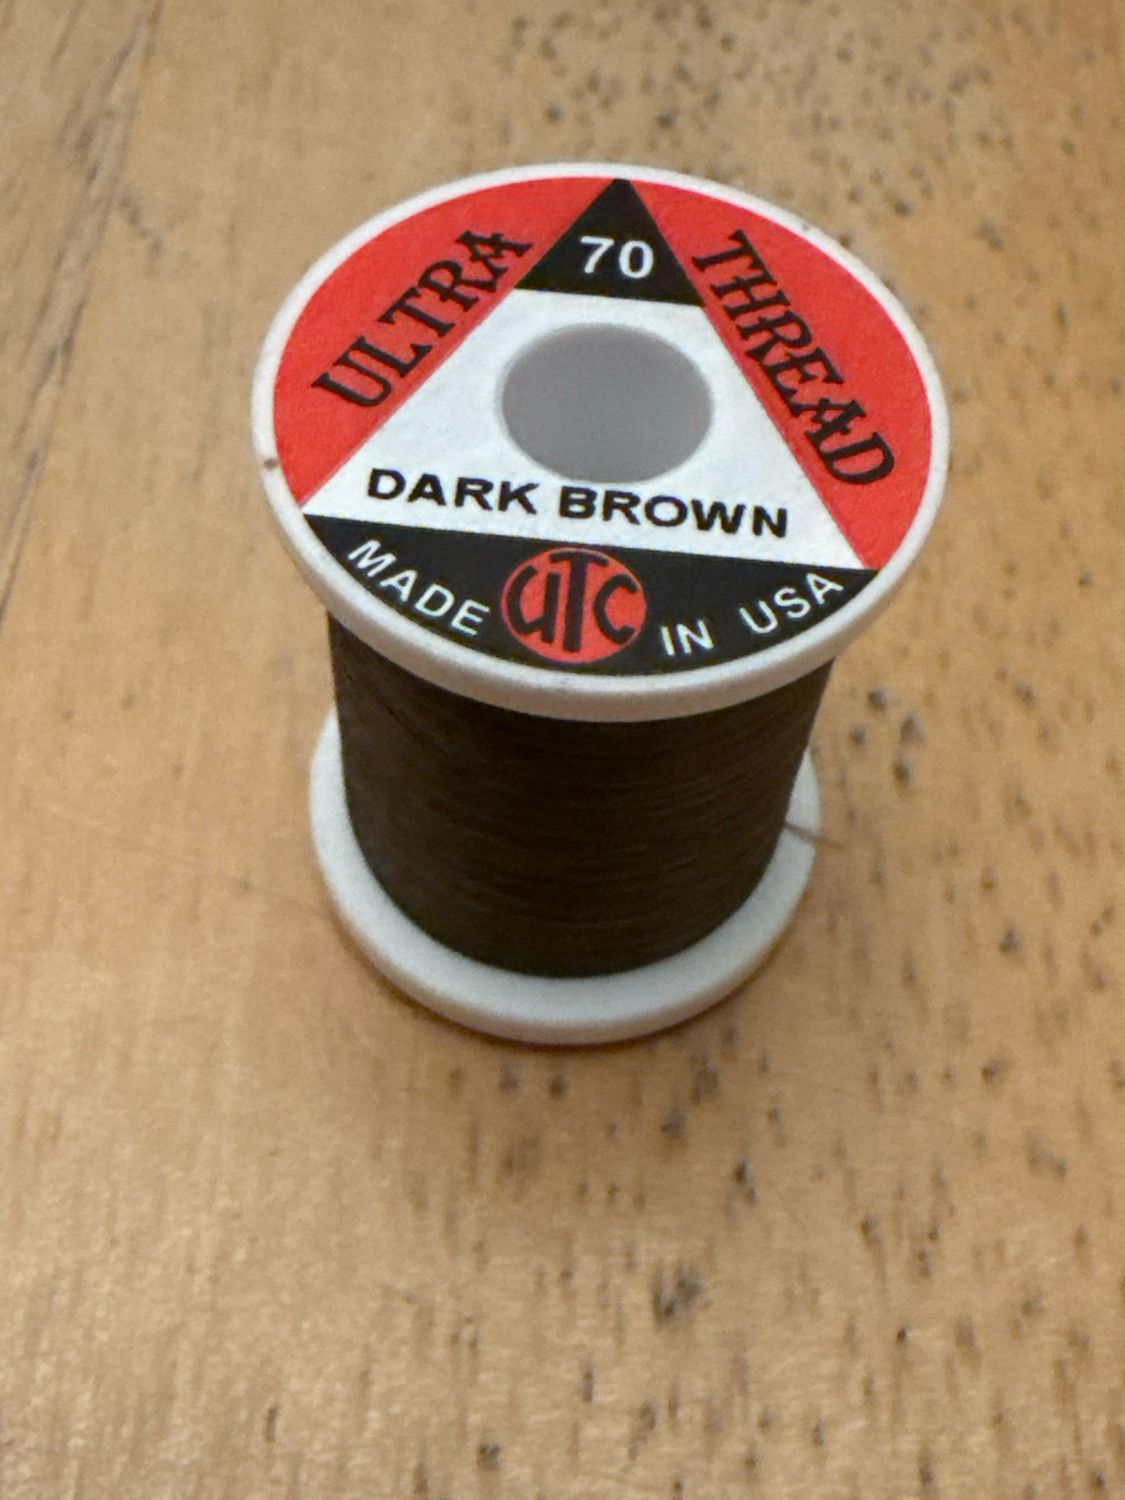 70
ULTRA THREAD
DARK BROWN
MADE UTC IN USA